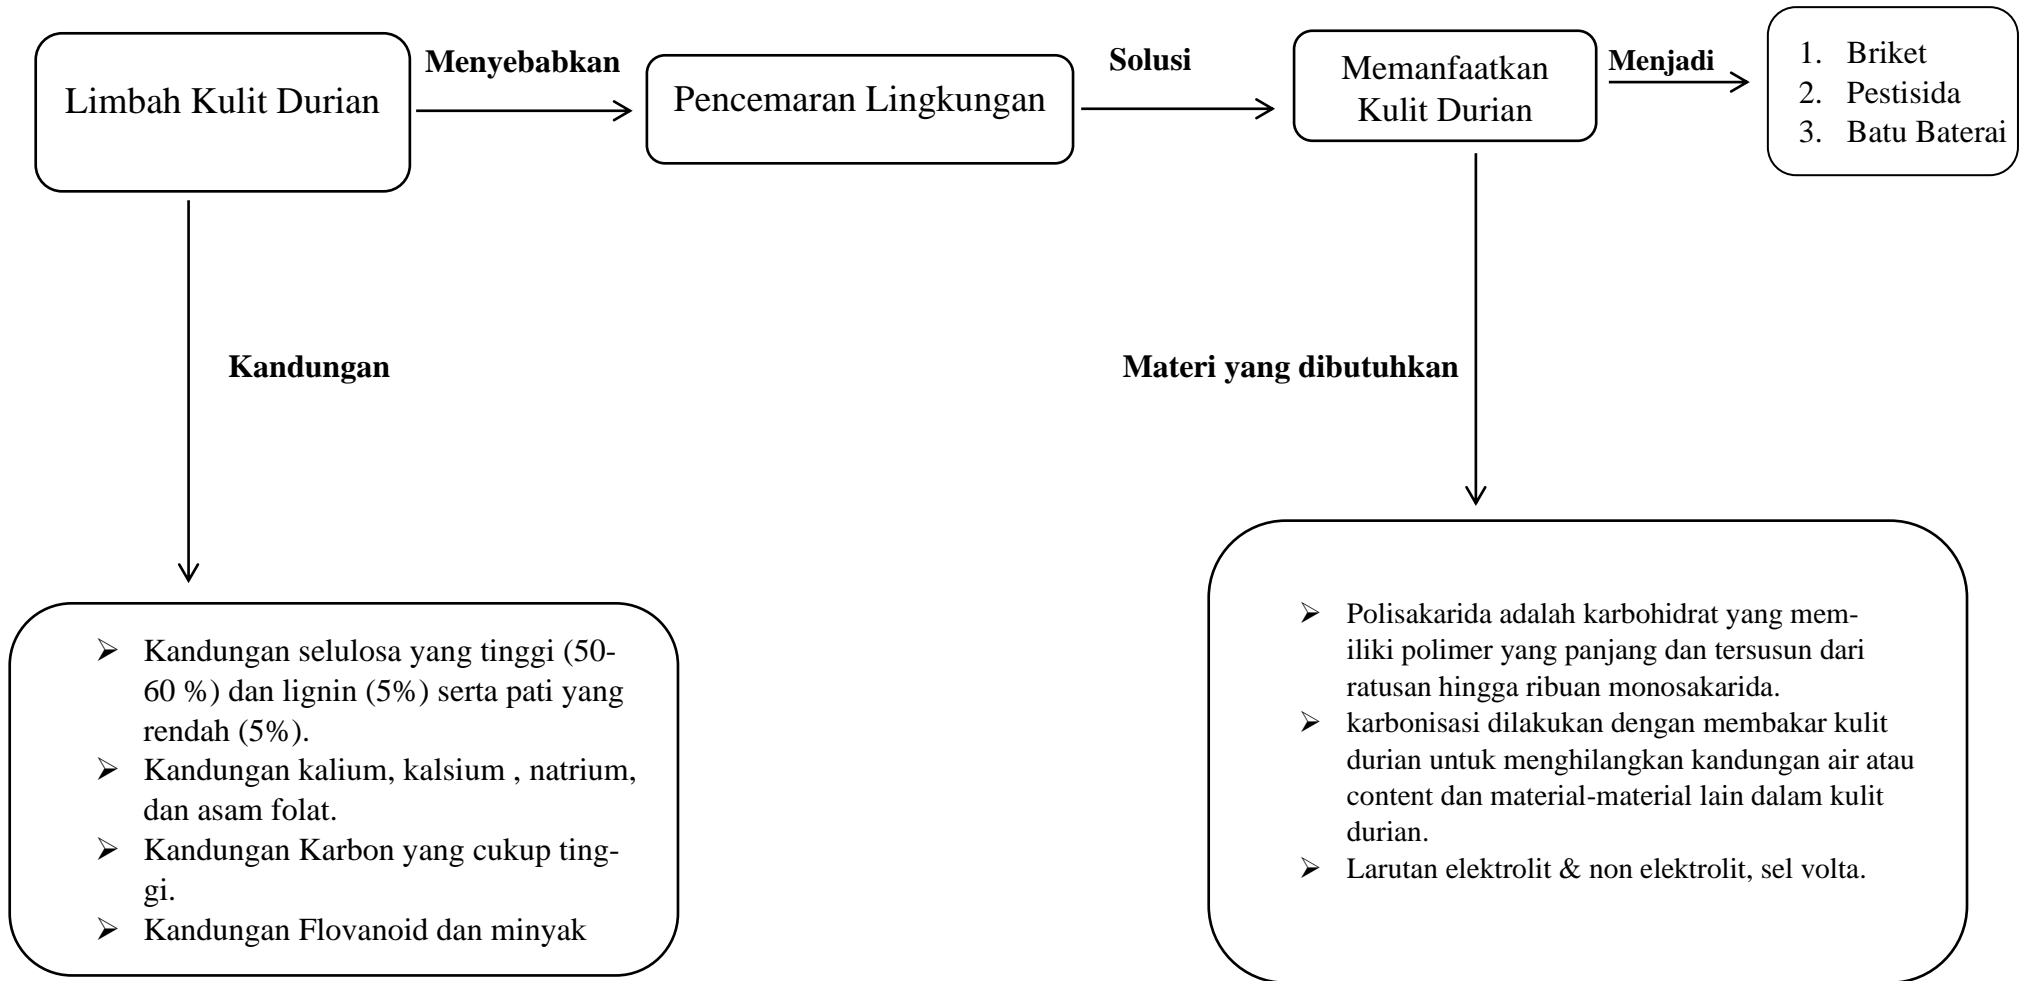 Limbah Kulit Durian
Menyebabkan
Pencemaran Lingkungan
Solusi
Memanfaatkan
Kulit Durian
Menjadi
1. Briket
2. Pestisida
3. Batu Baterai
Kandungan
Materi yang dibutuhkan
➢ Kandungan selulosa yang tinggi (50-
60 %) dan lignin (5%) serta pati yang
rendah (5%).
➢ Kandungan kalium, kalsium , natrium,
dan asam folat.
➢ Kandungan Karbon yang cukup ting-
gi.
➢ Kandungan Flovanoid dan minyak
➢ Polisakarida adalah karbohidrat yang mem-
iliki polimer yang panjang dan tersusun dari
ratusan hingga ribuan monosakarida.
➢ karbonisasi dilakukan dengan membakar kulit
durian untuk menghilangkan kandungan air atau
content dan material-material lain dalam kulit
durian.
➢ Larutan elektrolit & non elektrolit, sel volta.